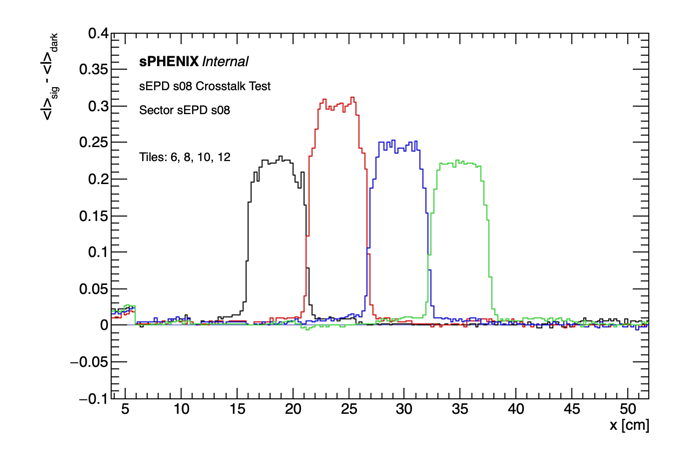 <I>sig - <I>dark
0.4
0.35
0.3
0.25
0.2
0.15
0.1
0.05
0
−0.05
−0.1
sPHENIX Internal
sEPD s08 Crosstalk Test
Sector sEPD s08
Tiles: 6, 8, 10, 12
5 10 15 20 25 30 35 40 45 50
x [cm]